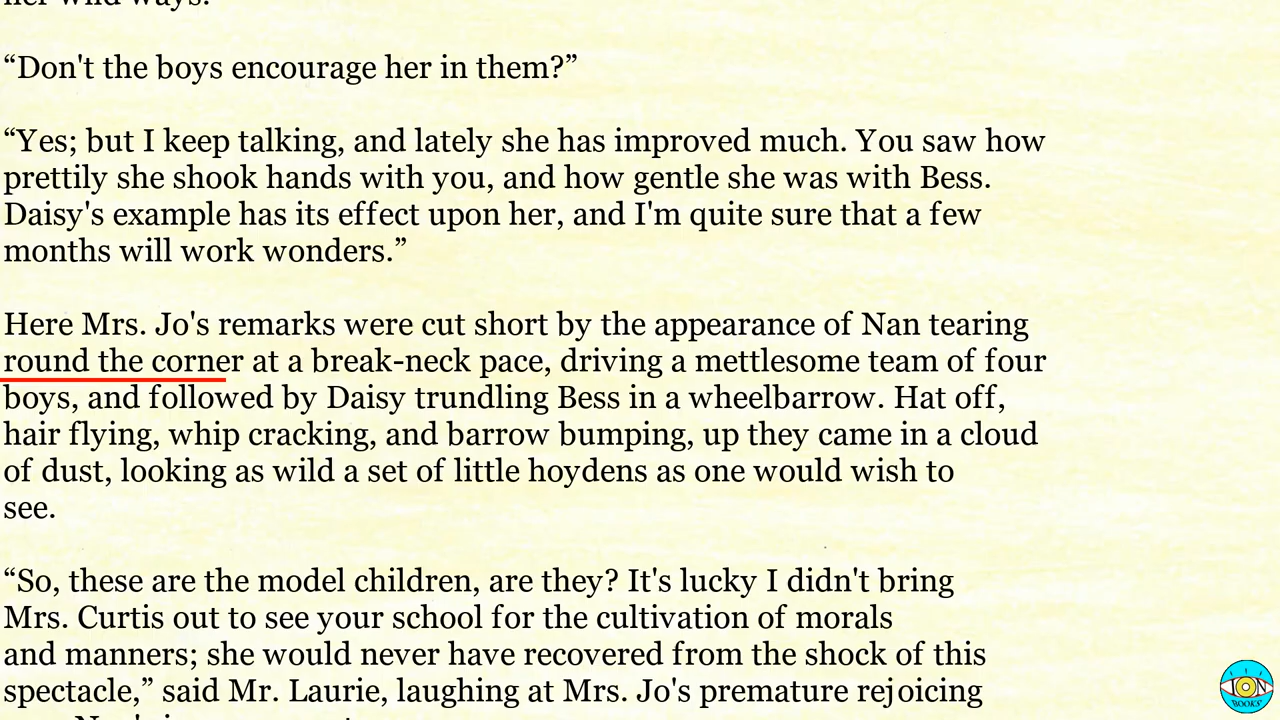 “Don't the boys encourage her in them?”
“Yes; but I keep talking, and lately she has improved much. You saw how
prettily she shook hands with you, and how gentle she was with Bess.
Daisy's example has its effect upon her, and I'm quite sure that a few
months will work wonders.”
Here Mrs. Jo's remarks were cut short by the appearance of Nan tearing
round the corner at a break-neck pace, driving a mettlesome team of four
boys, and followed by Daisy trundling Bess in a wheelbarrow. Hat off,
hair flying, whip cracking, and barrow bumping, up they came in a cloud
of dust, looking as wild a set of little hoydens as one would wish to
see.
“So, these are the model children, are they? It's lucky I didn't bring
Mrs. Curtis out to see your school for the cultivation of morals
and manners; she would never have recovered from the shock of this
spectacle,” said Mr. Laurie, laughing at Mrs. Jo's premature rejoicing
ION
BOOKS